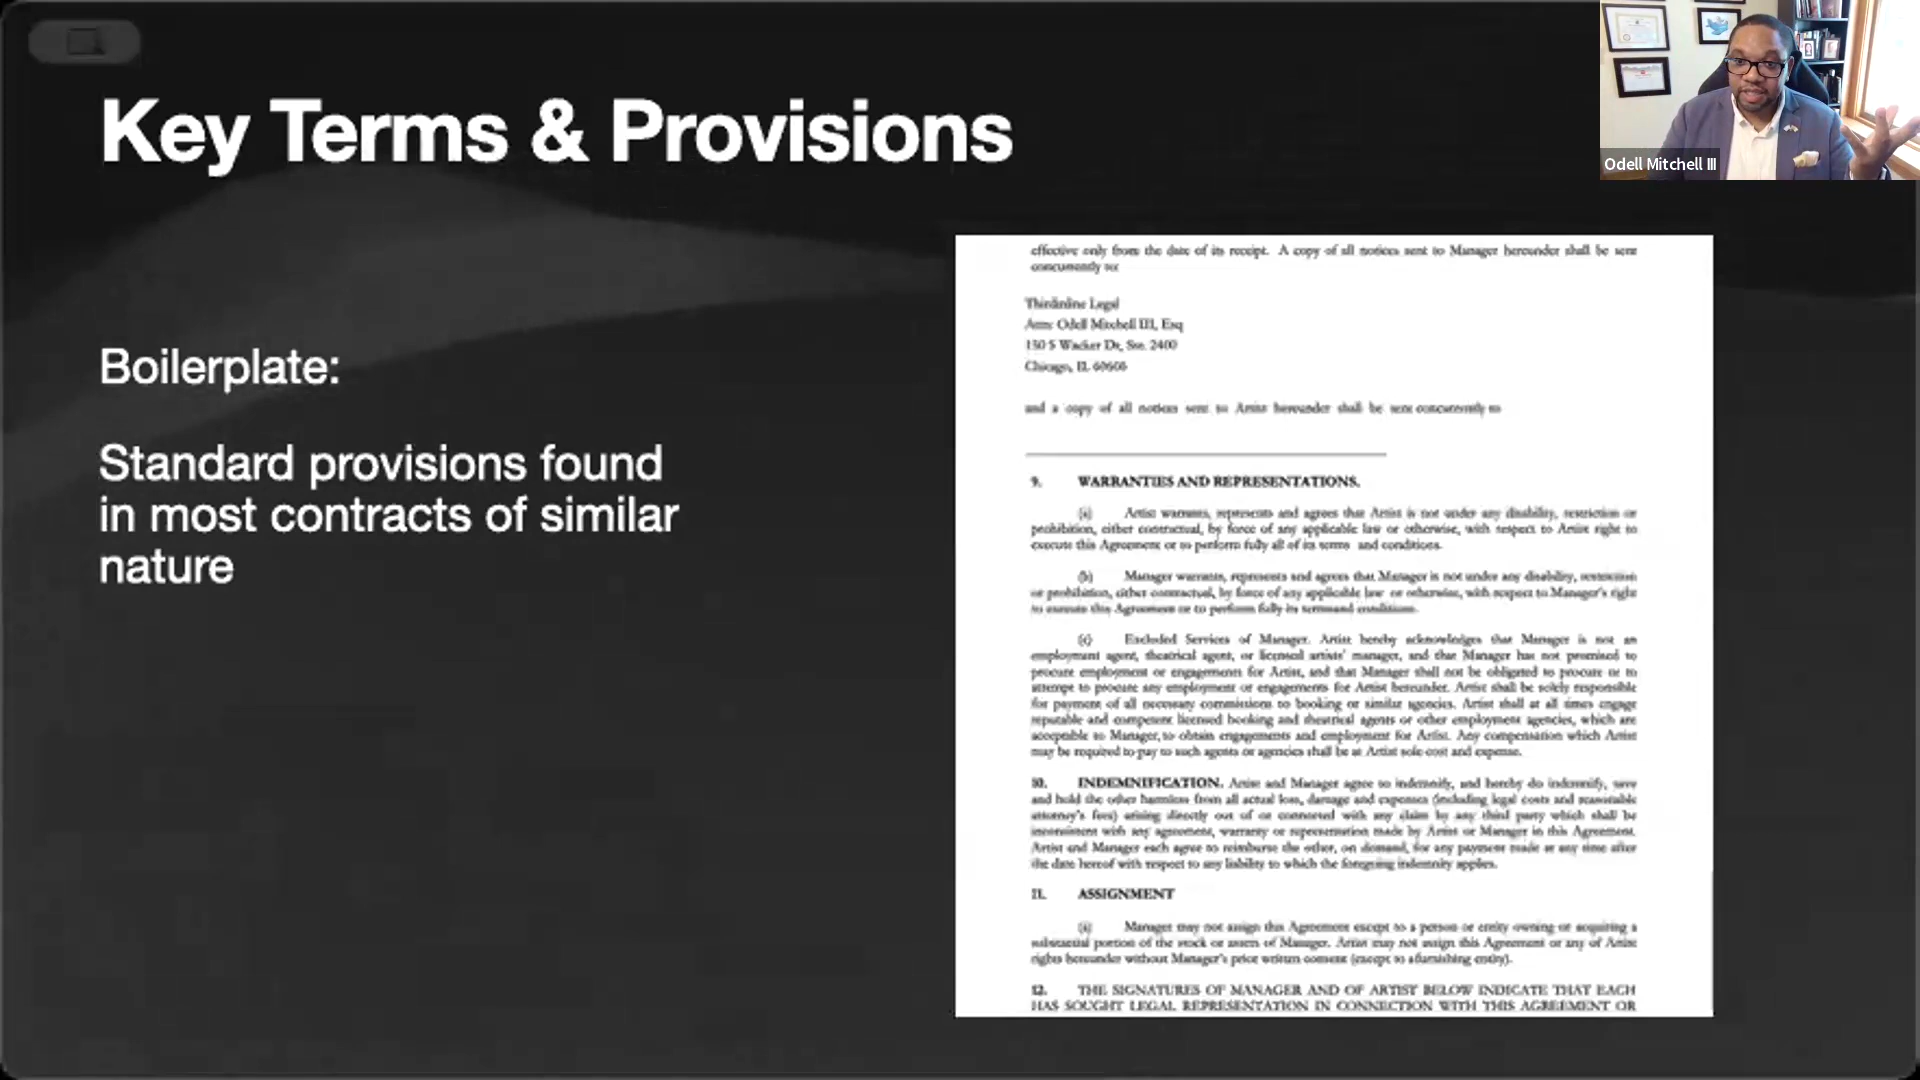 Key Terms & Provisions
Odell Mitchell III
Boilerplate:
Standard provisions found
in most contracts of similar
nature
effective only from the date of its receipt. A copy of all notices sent to Manager hereunder shall be sent
concurrently to:
Thirdinline Legal
Attn: Odell Mitchell III, Esq
150 S Wacker Dr, Ste. 2400
Chicago, IL 60606
and a copy of all notices sent to Artist hereunder shall be sent concurrently to
9. WARRANTIES AND REPRESENTATIONS.
(a) Artist warrants, represents and agrees that Artist is not under any disability, restriction or
prohibition, either contractual, by force of any applicable law or otherwise, with respect to Artist right to
execute this Agreement or to perform fully all of its terms and conditions.
(b) Manager warrants, represents and agrees that Manager is not under any disability, restriction
or prohibition, either contractual, by force of any applicable law or otherwise, with respect to Manager's right
to execute this Agreement or to perform fully its terms and conditions.
(c) Excluded Services of Manager. Artist hereby acknowledges that Manager is not an
employment agent, theatrical agent, or licensed artists' manager, and that Manager has not promised to
procure employment or engagements for Artist, and that Manager shall not be obligated to procure or to
attempt to procure any employment or engagements for Artist hereunder. Artist shall be solely responsible
for payment of all necessary commissions to booking or similar agencies. Artist shall at all times engage
reputable and competent licensed booking and theatrical agents or other employment agencies, which are
acceptable to Manager, to obtain engagements and employment for Artist. Any compensation which Artist
may be required to pay to such agents or agencies shall be at Artist sole cost and expense.
10. INDEMNIFICATION. Artist and Manager agree to indemnify, and hereby do indemnify, save
and hold the other harmless from all actual loss, damage and expenses (including legal costs and reasonable
attorney's fees) arising directly out of or connected with any claim by any third party which shall be
inconsistent with any agreement, warranty or representation made by Artist or Manager in this Agreement.
Artist and Manager each agree to reimburse the other, on demand, for any payment made at any time after
the date hereof with respect to any liability to which the foregoing indemnity applies.
11. ASSIGNMENT
(a) Manager may not assign this Agreement except to a person or entity owning or acquiring a
substantial portion of the stock or assets of Manager. Artist may not assign this Agreement or any of Artist
rights hereunder without Manager's prior written consent (except to a furnishing entity).
12. THE SIGNATURES OF MANAGER AND OF ARTIST BELOW INDICATE THAT EACH
HAS SOUGHT LEGAL REPRESENTATION IN CONNECTION WITH THIS AGREEMENT OR